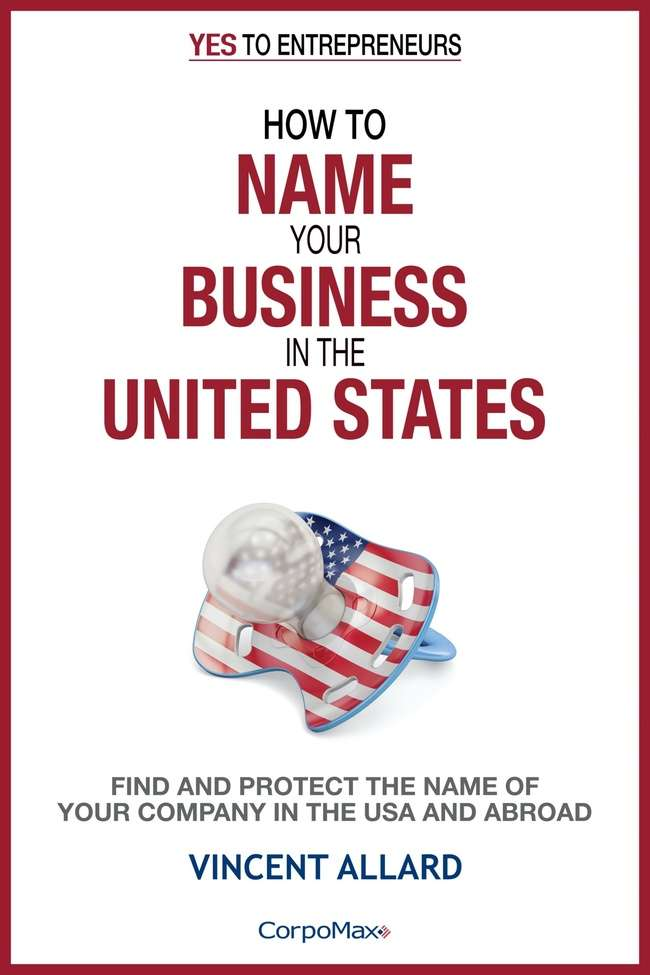 YES TO ENTREPRENEURS
HOW TO
NAME
YOUR
BUSINESS
IN THE
UNITED STATES
FIND AND PROTECT THE NAME OF
YOUR COMPANY IN THE USA AND ABROAD
VINCENT ALLARD
CorpoMax